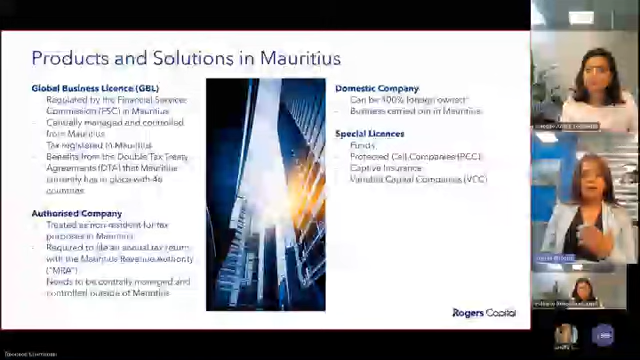 Products and Solutions in Mauritius
Global Business Licence (GBL)
Regulated by the Financial Services
Commission (FSC) in Mauritius
Centrally managed and controlled
from Mauritius
Tax registered in Mauritius
Benefits from the Double Tax Treaty
Agreements (DTA) that Mauritius
currently has in place with 46
countries
Authorised Company
Treated as non-resident for tax
purposes in Mauritius
Required to file an annual tax return
with the Mauritius Revenue Authority
("MRA")
Needs to be centrally managed and
controlled outside of Mauritius
Domestic Company
Can be 100% foreign owned
Business carried out in Mauritius
Special Licences
Funds
Protected Cell Companies (PCC)
Captive Insurance
Variable Capital Companies (VCC)
Rogers Capital